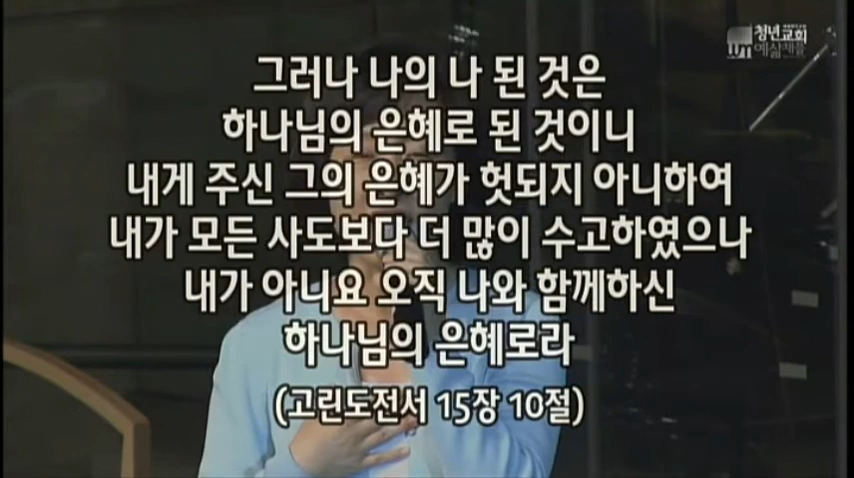 청년교회
예삶채플
그러나 나의 나 된 것은
하나님의 은혜로 된 것이니
내게 주신 그의 은혜가 헛되지 아니하여
내가 모든 사도보다 더 많이 수고하였으나
내가 아니요 오직 나와 함께하신
하나님의 은혜로라
(고린도전서 15장 10절)